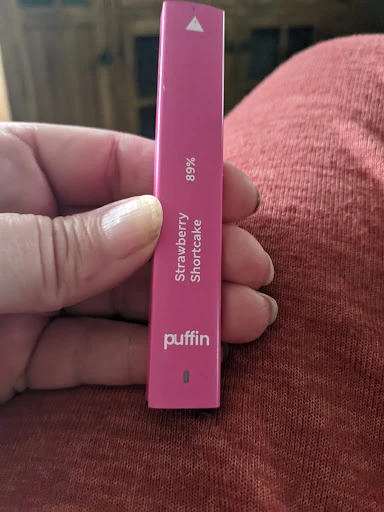 89%
Strawberry
Shortcake
puffin